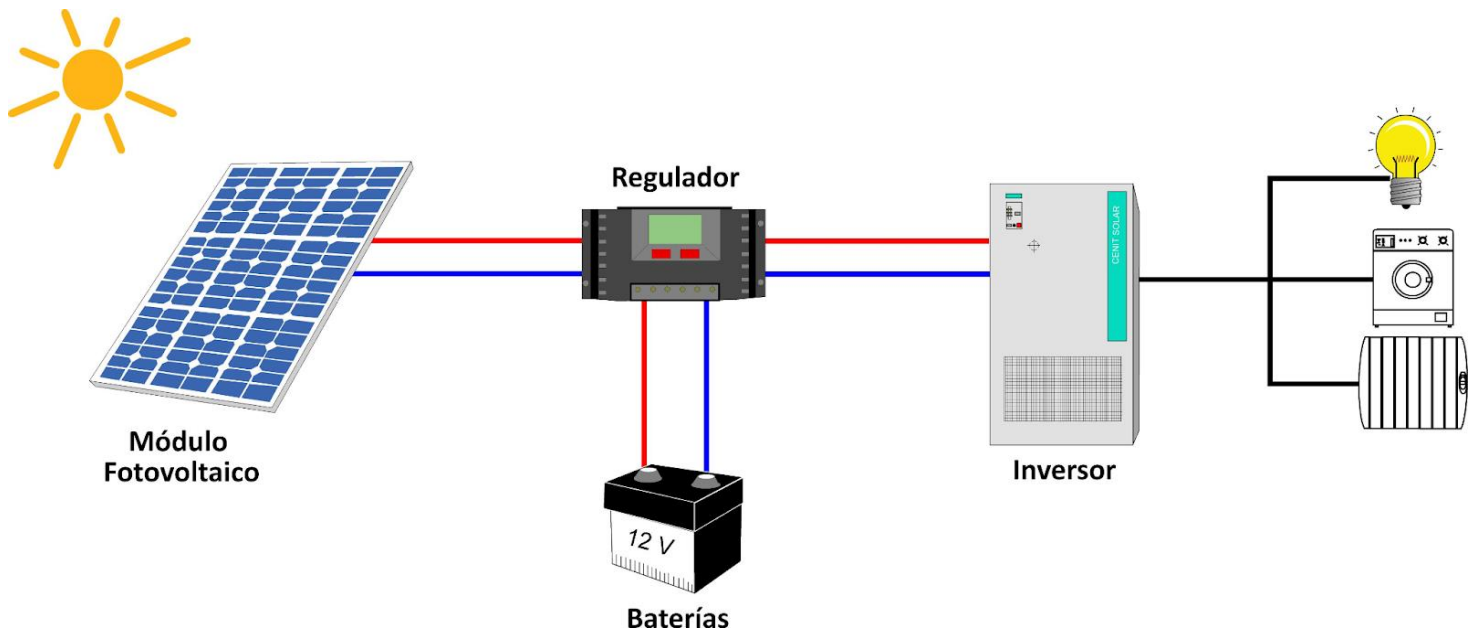 Regulador
CENIT SOLAR
Módulo
Fotovoltaico
Inversor
12 V
Baterías